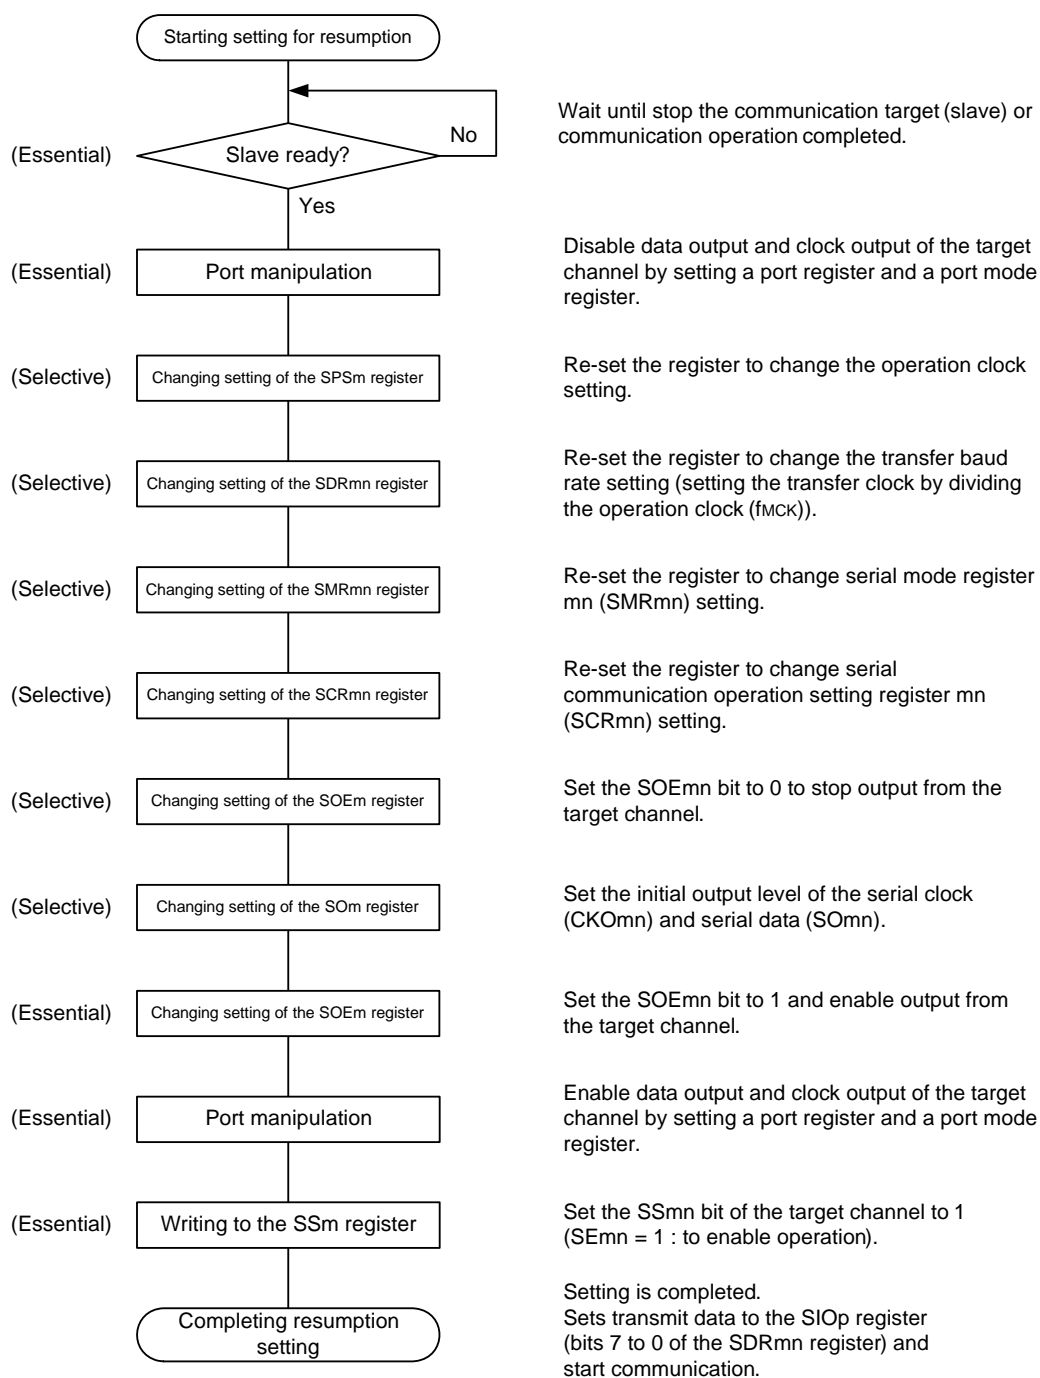 Starting setting for resumption
Wait until stop the communication target (slave) or
communication operation completed.
(Essential)
Slave ready?
No
Yes
(Essential)
Port manipulation
Disable data output and clock output of the target
channel by setting a port register and a port mode
register.
(Selective)
Changing setting of the SPSm register
Re-set the register to change the operation clock
setting.
(Selective)
Changing setting of the SDRmn register
Re-set the register to change the transfer baud
rate setting (setting the transfer clock by dividing
the operation clock (fMCK)).
(Selective)
Changing setting of the SMRmn register
Re-set the register to change serial mode register
mn (SMRmn) setting.
(Selective)
Changing setting of the SCRmn register
Re-set the register to change serial
communication operation setting register mn
(SCRmn) setting.
(Selective)
Changing setting of the SOEm register
Set the SOEmn bit to 0 to stop output from the
target channel.
(Selective)
Changing setting of the SOm register
Set the initial output level of the serial clock
(CKOmn) and serial data (SOmn).
(Essential)
Changing setting of the SOEm register
Set the SOEmn bit to 1 and enable output from
the target channel.
(Essential)
Port manipulation
Enable data output and clock output of the target
channel by setting a port register and a port mode
register.
(Essential)
Writing to the SSm register
Set the SSmn bit of the target channel to 1
(SEmn = 1 : to enable operation).
Completing resumption
setting
Setting is completed.
Sets transmit data to the SIOp register
(bits 7 to 0 of the SDRmn register) and
start communication.